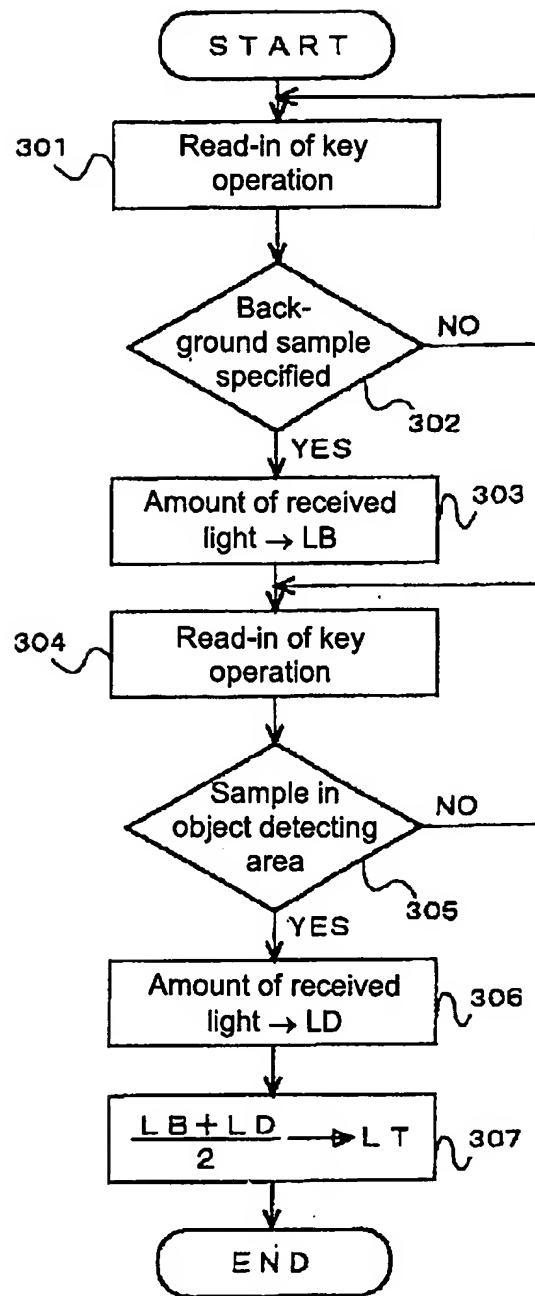 START
301
Read-in of key
operation
Back-
ground sample
specified
NO
302
YES
Amount of received
light → LB
303
304
Read-in of key
operation
Sample in
object detecting
area
NO
305
YES
Amount of received
light → LD
306
LB+LD
2
→ LT
307
END